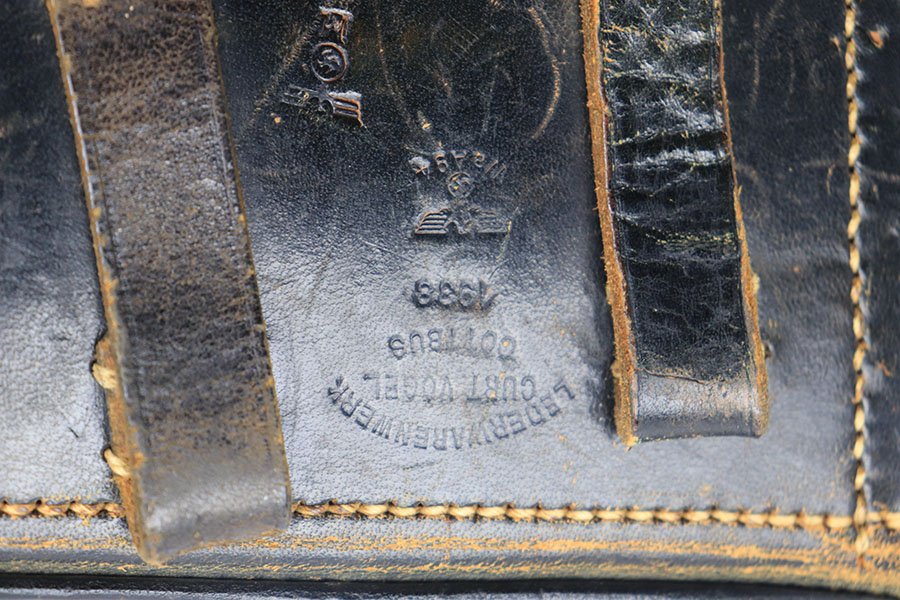 LEDERWARENWERK
CURT VOGEL
COTTBUS
1938